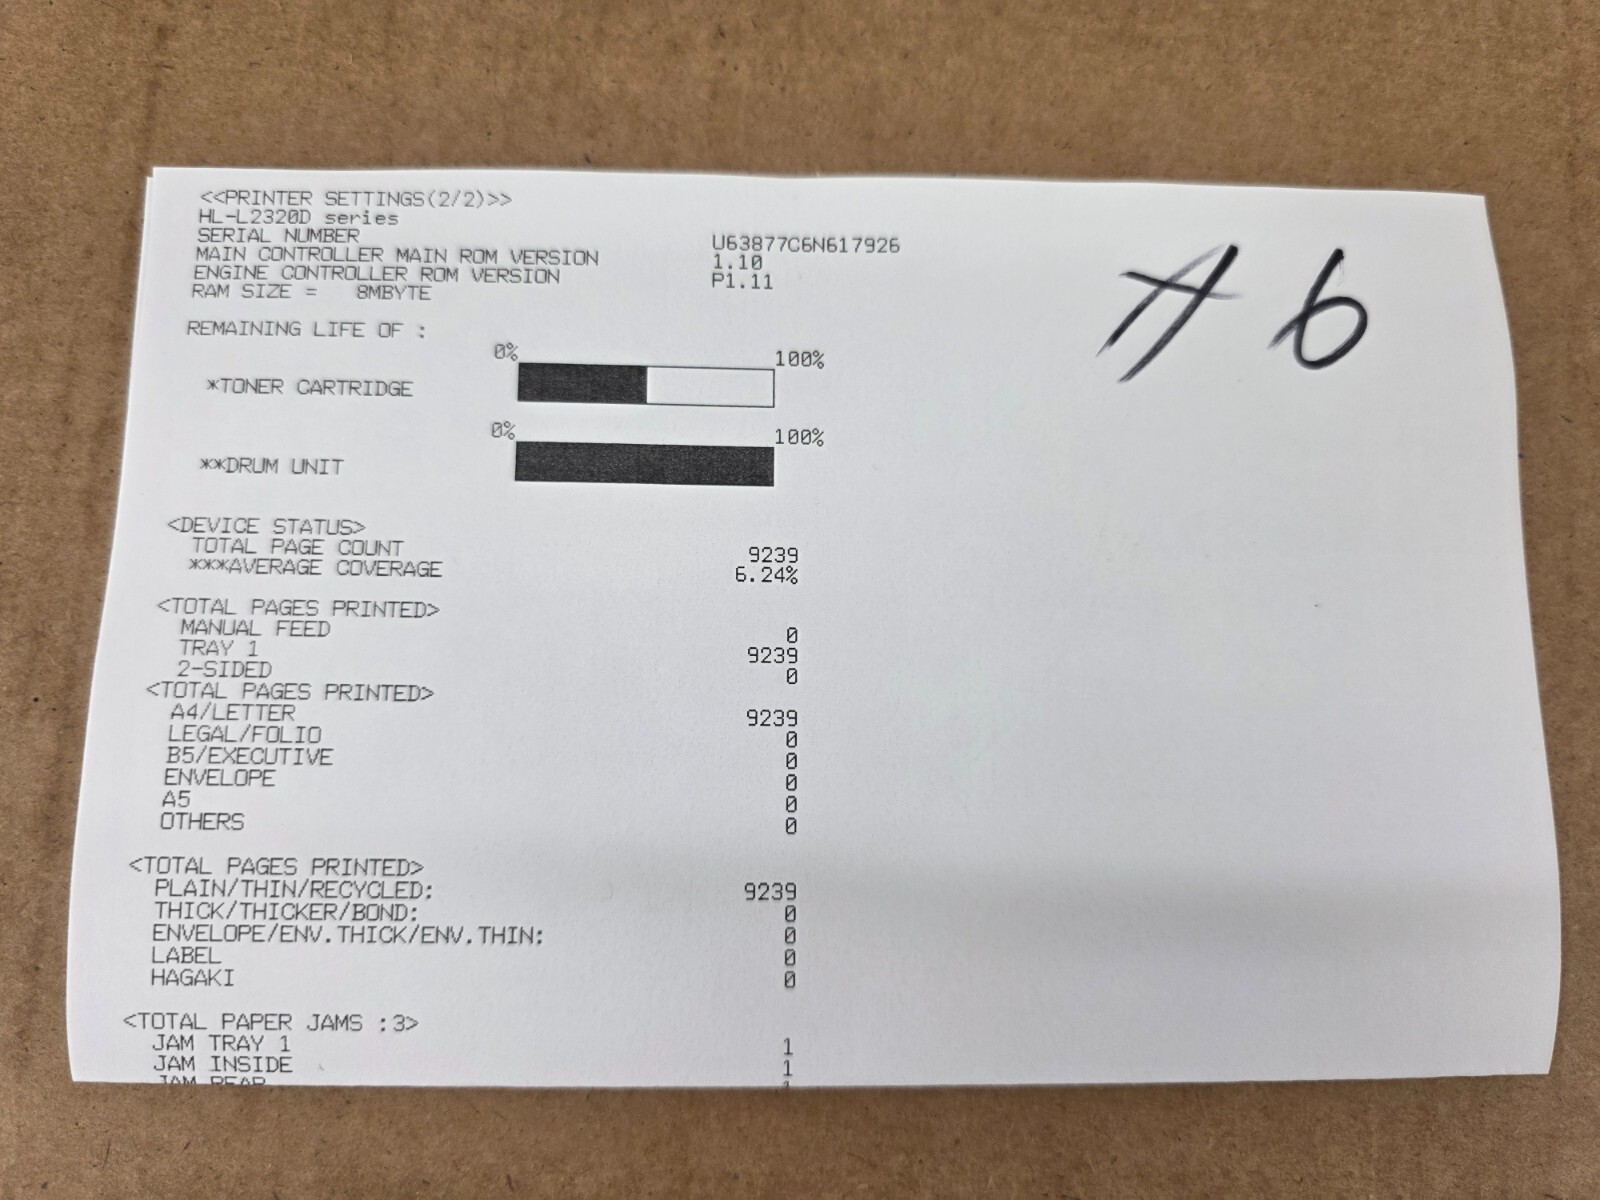 <<PRINTER SETTINGS(2/2)>>
HL-L2320D series
SERIAL NUMBER U63877C6N617926
MAIN CONTROLLER MAIN ROM VERSION 1.10
ENGINE CONTROLLER ROM VERSION P1.11
RAM SIZE = 8MBYTE
#6
REMAINING LIFE OF :
0% 100%
*TONER CARTRIDGE
0% 100%
**DRUM UNIT
<DEVICE STATUS>
TOTAL PAGE COUNT 9239
***AVERAGE COVERAGE 6.24%
<TOTAL PAGES PRINTED>
MANUAL FEED 0
TRAY 1 9239
2-SIDED 0
<TOTAL PAGES PRINTED>
A4/LETTER 9239
LEGAL/FOLIO 0
B5/EXECUTIVE 0
ENVELOPE 0
A5 0
OTHERS 0
<TOTAL PAGES PRINTED>
PLAIN/THIN/RECYCLED: 9239
THICK/THICKER/BOND: 0
ENVELOPE/ENV.THICK/ENV.THIN: 0
LABEL 0
HAGAKI 0
<TOTAL PAPER JAMS :3>
JAM TRAY 1 1
JAM INSIDE 1
JAM REAR 1